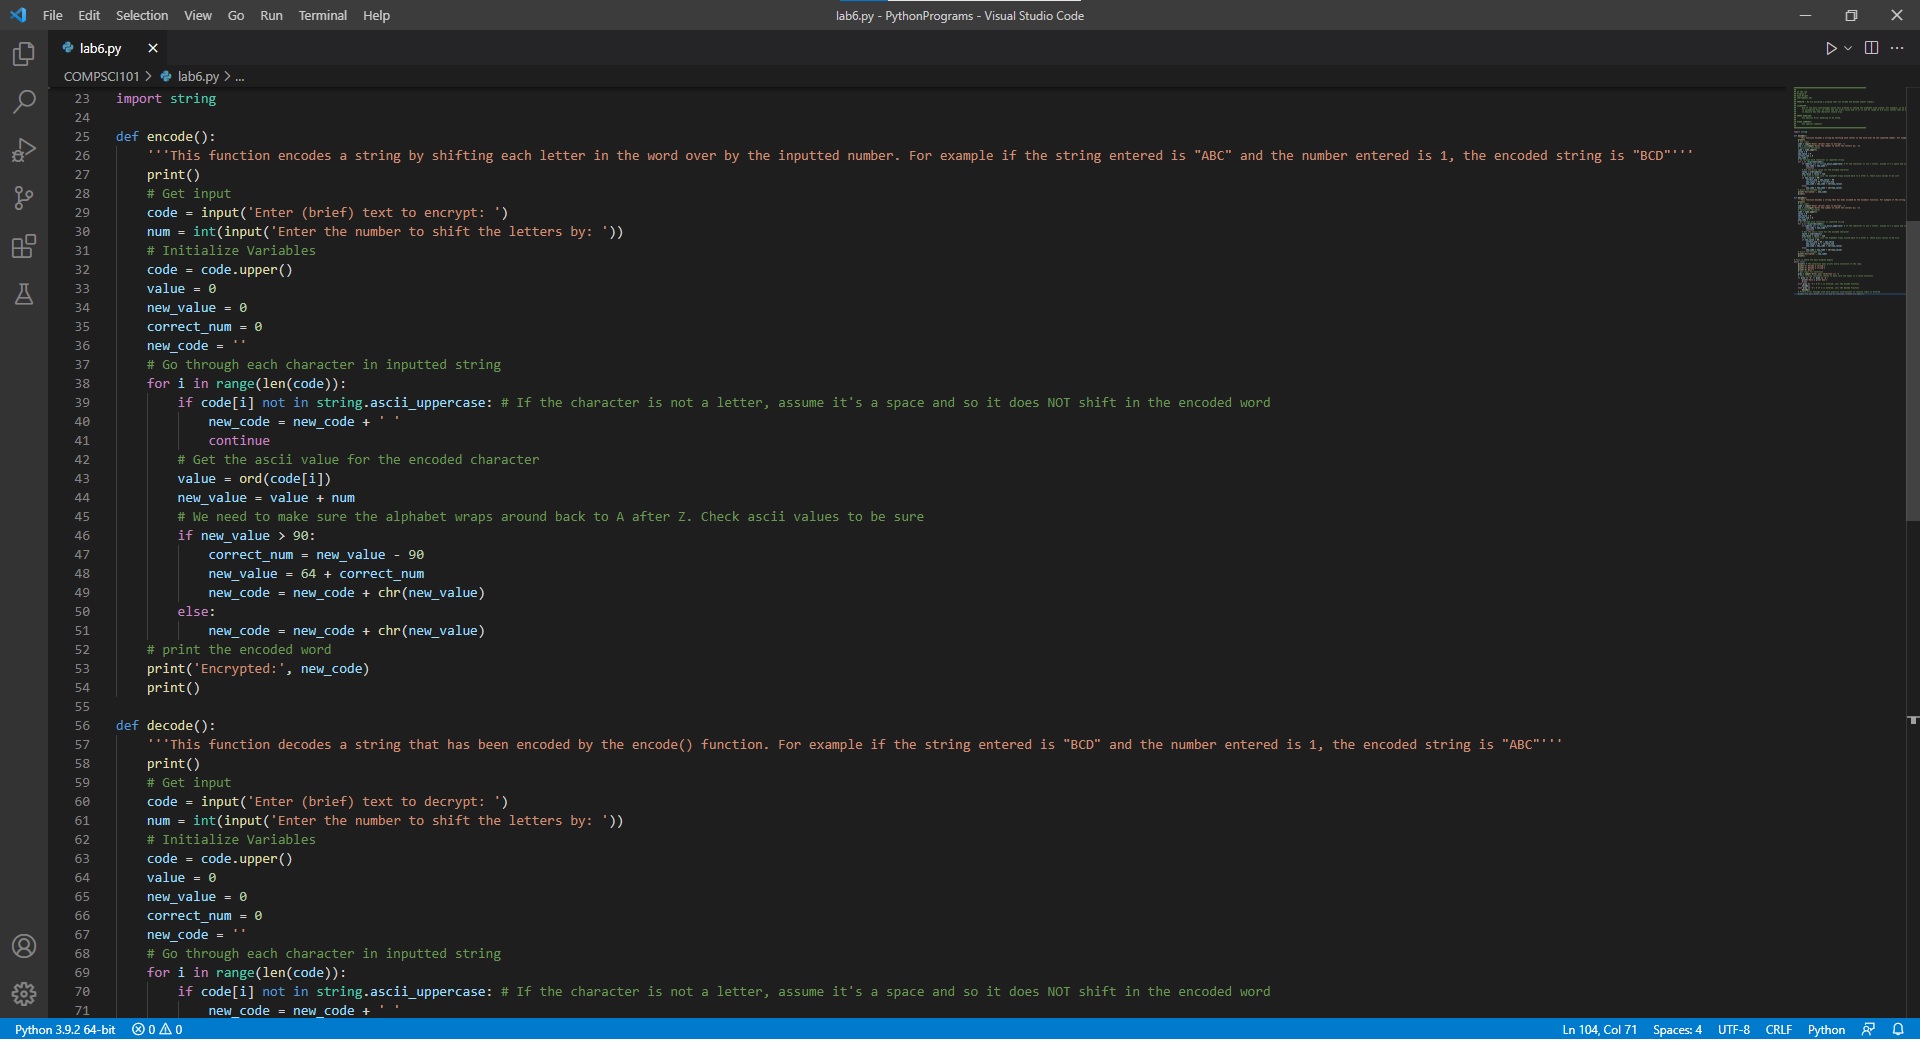 File Edit Selection View Go Run Terminal Help
lab6.py - PythonPrograms - Visual Studio Code
lab6.py
COMPSCI101 > lab6.py > ...
23 import string
24
25 def encode():
26     '''This function encodes a string by shifting each letter in the word over by the inputted number. For example if the string entered is "ABC" and the number entered is 1, the encoded string is "BCD"'''
27     print()
28     # Get input
29     code = input('Enter (brief) text to encrypt: ')
30     num = int(input('Enter the number to shift the letters by: '))
31     # Initialize Variables
32     code = code.upper()
33     value = 0
34     new_value = 0
35     correct_num = 0
36     new_code = ''
37     # Go through each character in inputted string
38     for i in range(len(code)):
39         if code[i] not in string.ascii_uppercase: # If the character is not a letter, assume it's a space and so it does NOT shift in the encoded word
40             new_code = new_code + ' '
41             continue
42         # Get the ascii value for the encoded character
43         value = ord(code[i])
44         new_value = value + num
45         # We need to make sure the alphabet wraps around back to A after Z. Check ascii values to be sure
46         if new_value > 90:
47             correct_num = new_value - 90
48             new_value = 64 + correct_num
49             new_code = new_code + chr(new_value)
50         else:
51             new_code = new_code + chr(new_value)
52     # print the encoded word
53     print('Encrypted:', new_code)
54     print()
55
56 def decode():
57     '''This function decodes a string that has been encoded by the encode() function. For example if the string entered is "BCD" and the number entered is 1, the encoded string is "ABC"'''
58     print()
59     # Get input
60     code = input('Enter (brief) text to decrypt: ')
61     num = int(input('Enter the number to shift the letters by: '))
62     # Initialize Variables
63     code = code.upper()
64     value = 0
65     new_value = 0
66     correct_num = 0
67     new_code = ''
68     # Go through each character in inputted string
69     for i in range(len(code)):
70         if code[i] not in string.ascii_uppercase: # If the character is not a letter, assume it's a space and so it does NOT shift in the encoded word
71             new_code = new_code + ' '
Python 3.9.2 64-bit 0 0 Ln 104, Col 71 Spaces: 4 UTF-8 CRLF Python